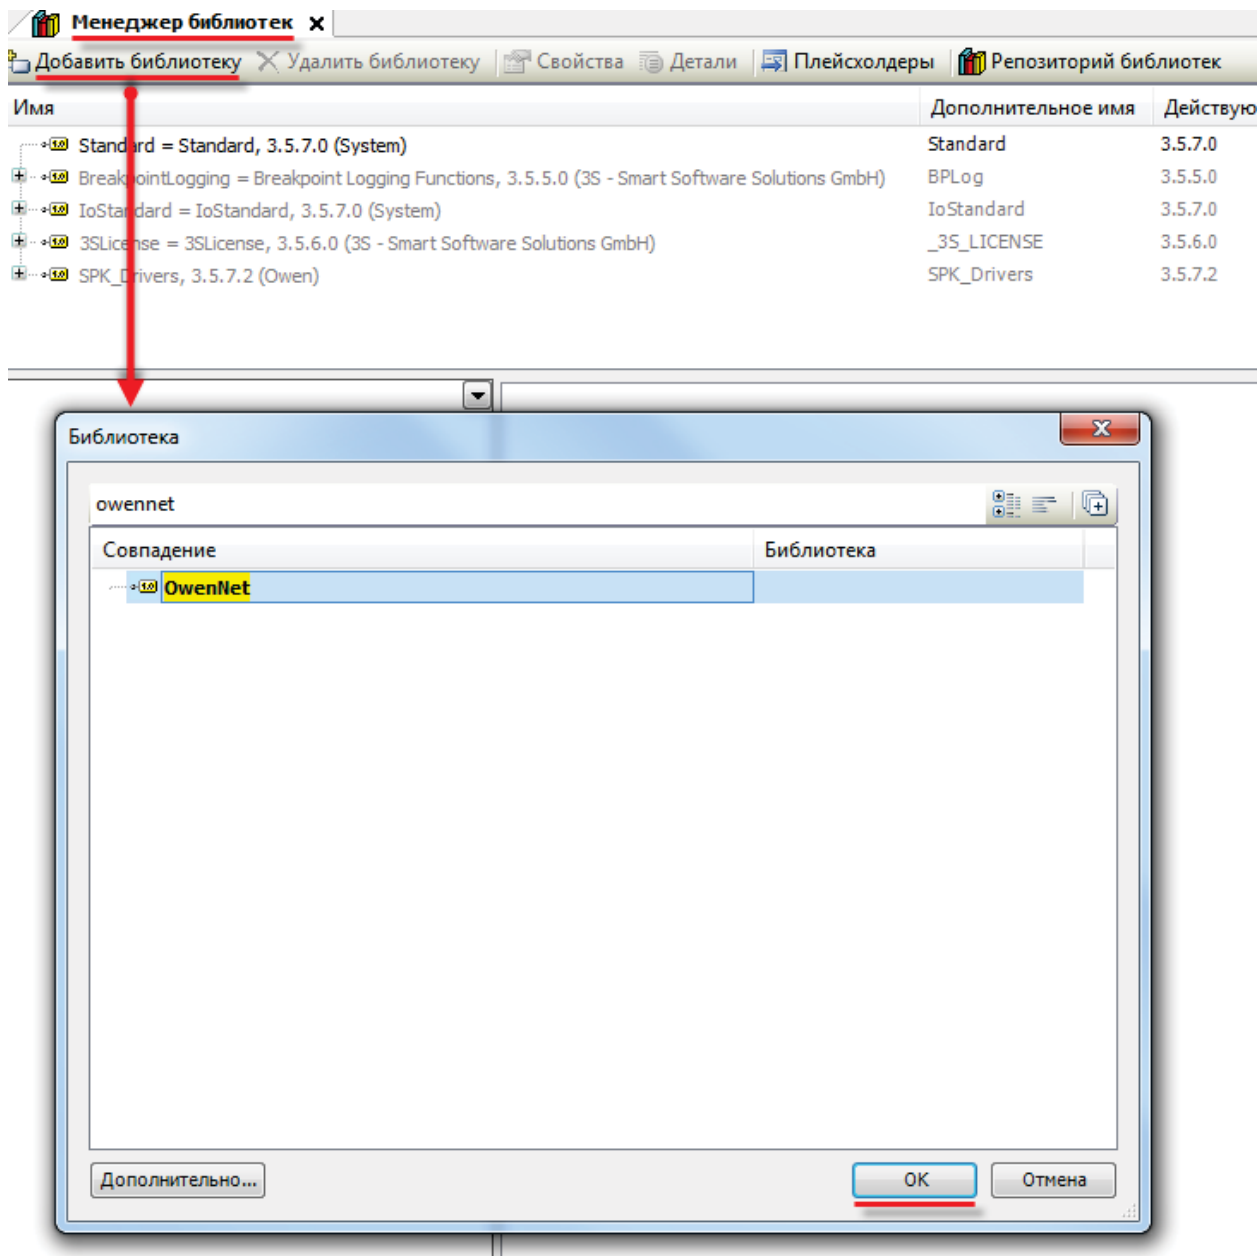 Менеджер библиотек x
Добавить библиотеку Удалить библиотеку Свойства Детали Плейсхолдеры Репозиторий библиотек
Имя Дополнительное имя Действую
Standard = Standard, 3.5.7.0 (System) Standard 3.5.7.0
BreakpointLogging = Breakpoint Logging Functions, 3.5.5.0 (3S - Smart Software Solutions GmbH) BPLog 3.5.5.0
IoStandard = IoStandard, 3.5.7.0 (System) IoStandard 3.5.7.0
3SLicense = 3SLicense, 3.5.6.0 (3S - Smart Software Solutions GmbH) _3S_LICENSE 3.5.6.0
SPK_Drivers, 3.5.7.2 (Owen) SPK_Drivers 3.5.7.2
Библиотека
owennet
Совпадение Библиотека
OwenNet
Дополнительно... ОК Отмена